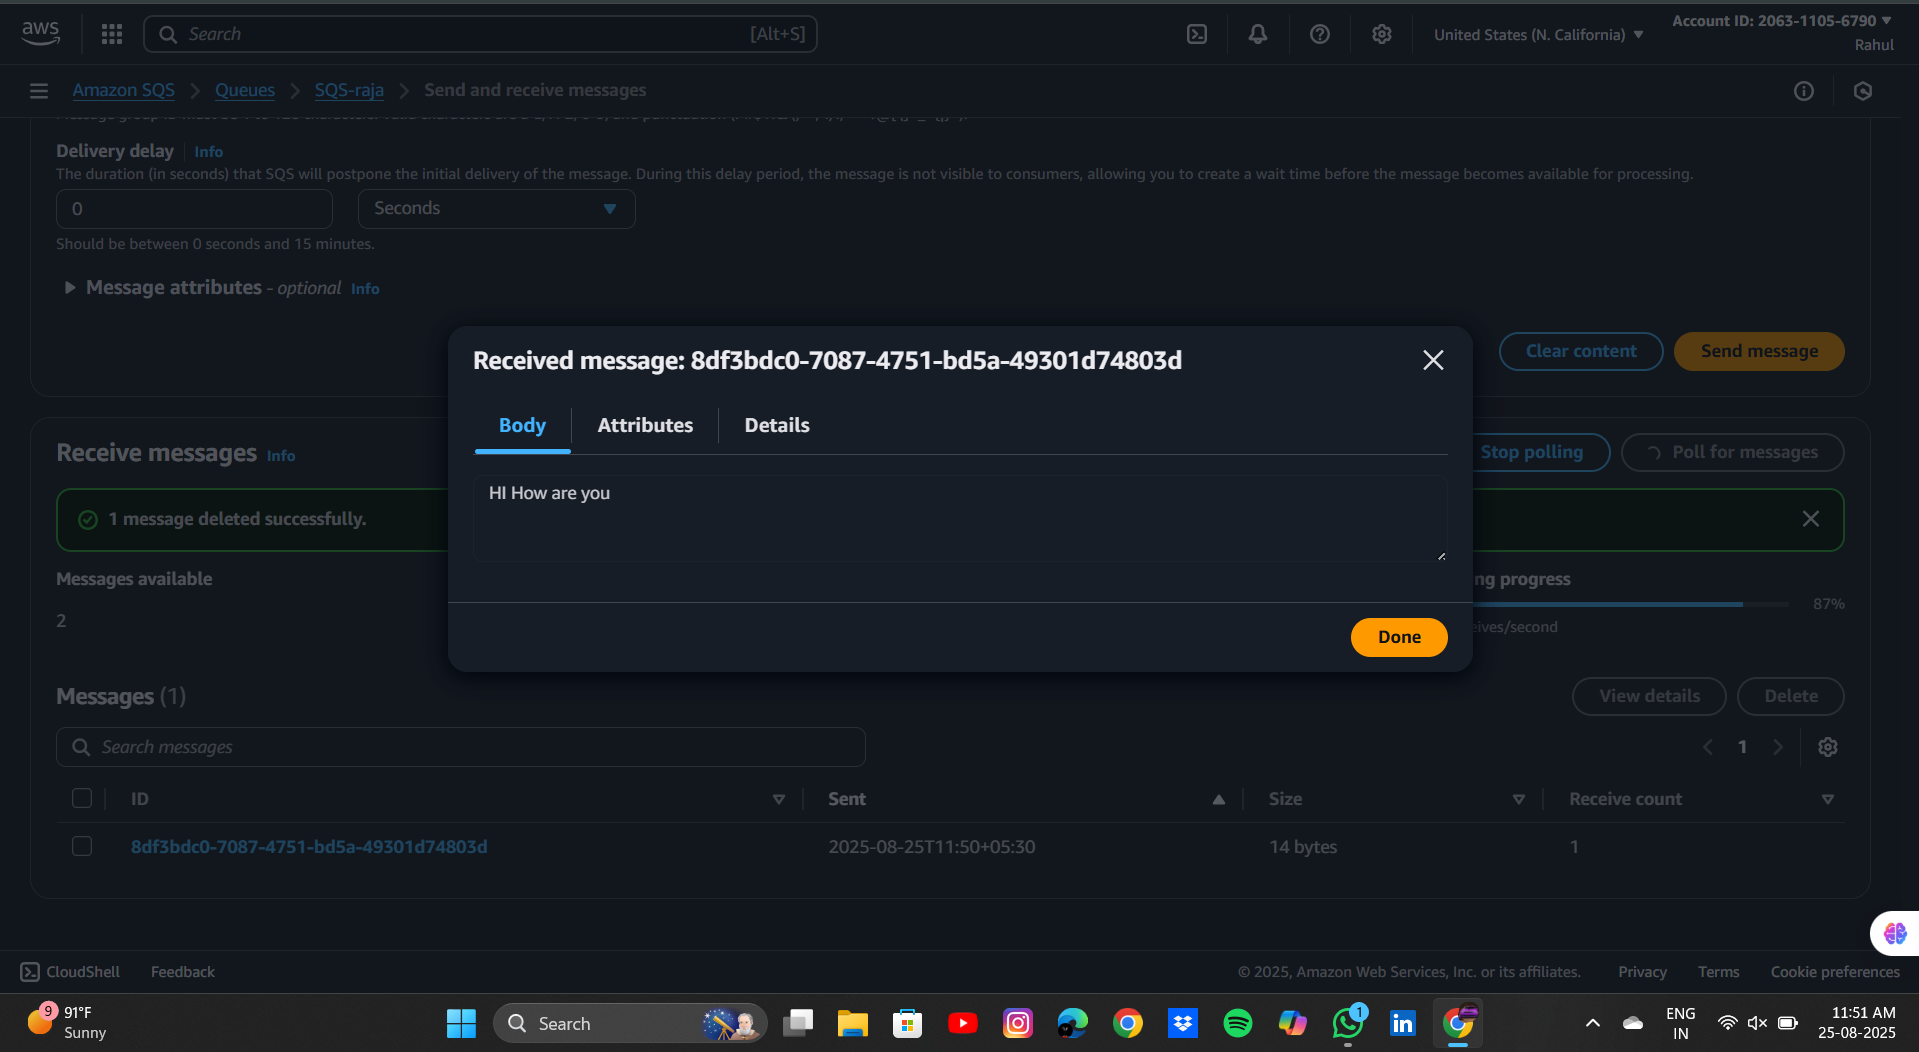 aws
Search
[Alt+S]
United States (N. California)
Account ID: 2063-1105-6790
Rahul
Amazon SQS
Queues
SQS-raja
Send and receive messages
Delivery delay
Info
The duration (in seconds) that SQS will postpone the initial delivery of the message. During this delay period, the message is not visible to consumers, allowing you to create a wait time before the message becomes available for processing.
0
Seconds
Should be between 0 seconds and 15 minutes.
Message attributes - optional Info
Clear content
Send message
Received message: 8df3bdc0-7087-4751-bd5a-49301d74803d
Body
Attributes
Details
HI How are you
Done
Receive messages Info
Stop polling
Poll for messages
1 message deleted successfully.
Messages available
2
ng progress
87%
eives/second
Messages (1)
View details
Delete
Search messages
1
ID
Sent
Size
Receive count
8df3bdc0-7087-4751-bd5a-49301d74803d
2025-08-25T11:50+05:30
14 bytes
1
CloudShell
Feedback
© 2025, Amazon Web Services, Inc. or its affiliates.
Privacy
Terms
Cookie preferences
9
91°F
Sunny
Search
1
in
ENG
IN
11:51 AM
25-08-2025